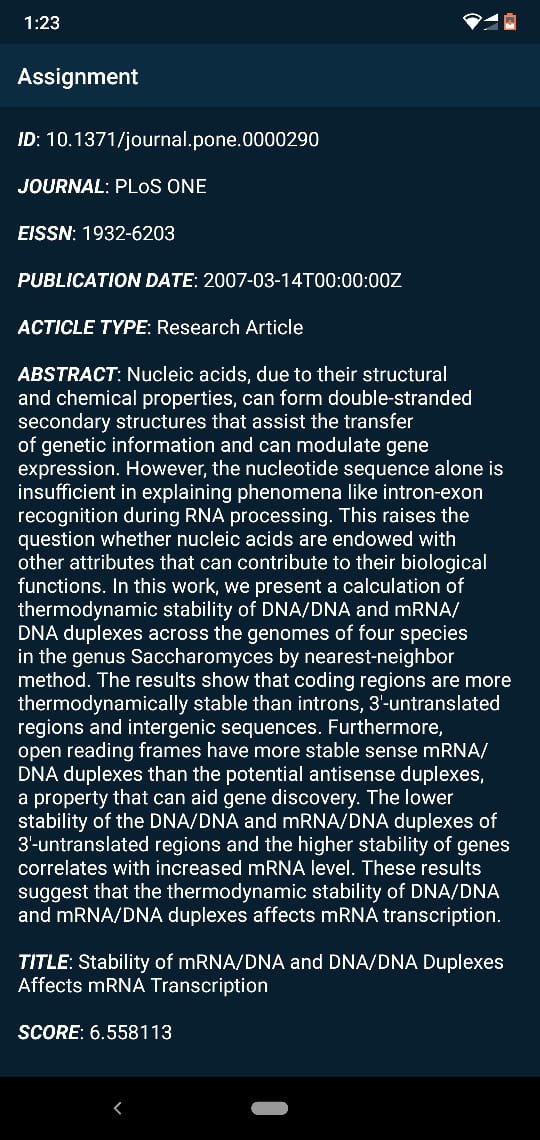 1:23
Assignment
ID: 10.1371/journal.pone.0000290
JOURNAL: PLoS ONE
EISSN: 1932-6203
PUBLICATION DATE: 2007-03-14T00:00:00Z
ACTICLE TYPE: Research Article
ABSTRACT: Nucleic acids, due to their structural
and chemical properties, can form double-stranded
secondary structures that assist the transfer
of genetic information and can modulate gene
expression. However, the nucleotide sequence alone is
insufficient in explaining phenomena like intron-exon
recognition during RNA processing. This raises the
question whether nucleic acids are endowed with
other attributes that can contribute to their biological
functions. In this work, we present a calculation of
thermodynamic stability of DNA/DNA and mRNA/
DNA duplexes across the genomes of four species
in the genus Saccharomyces by nearest-neighbor
method. The results show that coding regions are more
thermodynamically stable than introns, 3'-untranslated
regions and intergenic sequences. Furthermore,
open reading frames have more stable sense mRNA/
DNA duplexes than the potential antisense duplexes,
a property that can aid gene discovery. The lower
stability of the DNA/DNA and mRNA/DNA duplexes of
3'-untranslated regions and the higher stability of genes
correlates with increased mRNA level. These results
suggest that the thermodynamic stability of DNA/DNA
and mRNA/DNA duplexes affects mRNA transcription.
TITLE: Stability of mRNA/DNA and DNA/DNA Duplexes
Affects mRNA Transcription
SCORE: 6.558113